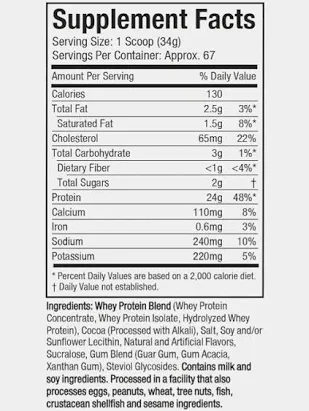 Supplement Facts
Serving Size: 1 Scoop (34g)
Servings Per Container: Approx. 67
Amount Per Serving % Daily Value
Calories 130
Total Fat 2.5g 3%*
Saturated Fat 1.5g 8%*
Cholesterol 65mg 22%
Total Carbohydrate 3g 1%*
Dietary Fiber <1g <4%*
Total Sugars 2g †
Protein 24g 48%*
Calcium 110mg 8%
Iron 0.6mg 3%
Sodium 240mg 10%
Potassium 220mg 5%
* Percent Daily Values are based on a 2,000 calorie diet.
† Daily Value not established.
Ingredients: Whey Protein Blend (Whey Protein
Concentrate, Whey Protein Isolate, Hydrolyzed Whey
Protein), Cocoa (Processed with Alkali), Salt, Soy and/or
Sunflower Lecithin, Natural and Artificial Flavors,
Sucralose, Gum Blend (Guar Gum, Gum Acacia,
Xanthan Gum), Steviol Glycosides. Contains milk and
soy ingredients. Processed in a facility that also
processes eggs, peanuts, wheat, tree nuts, fish,
crustacean shellfish and sesame ingredients.